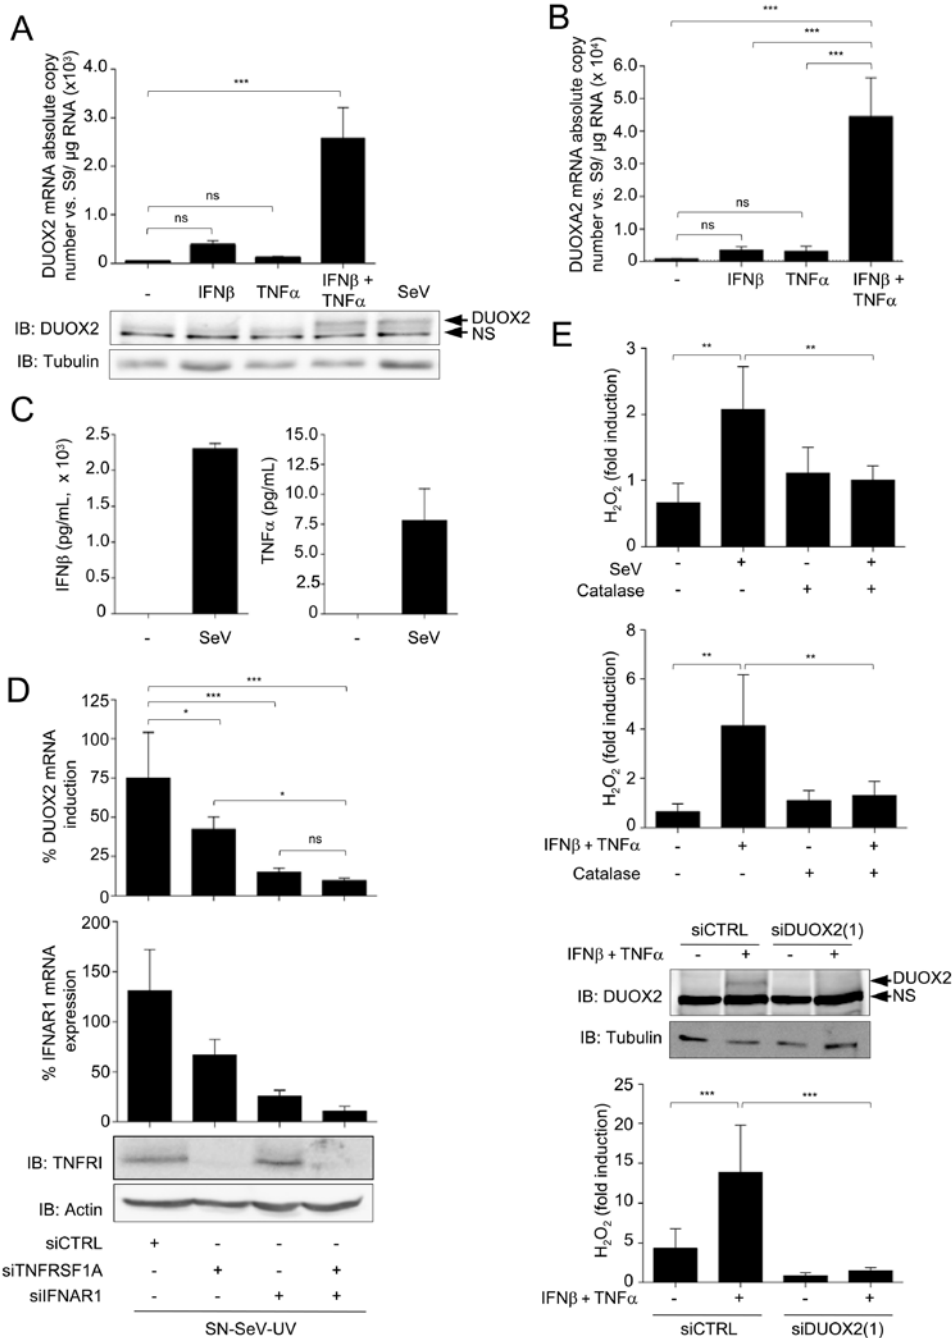 A
DUOX2 mRNA absolute copy
number vs. S9/ µg RNA (x10³)
4.0
3.0
2.0
1.0
0
***
ns
ns
-
IFNβ
TNFα
IFNβ +
TNFα
SeV
IB: DUOX2
DUOX2
NS
IB: Tubulin
B
DUOXA2 mRNA absolute copy
number vs. S9/ µg RNA (x 10⁴)
6.0
5.0
4.0
3.0
2.0
1.0
0
***
***
***
ns
ns
-
IFNβ
TNFα
IFNβ +
TNFα
C
IFNβ (pg/mL, x 10³)
2.5
2.0
1.5
1.0
0.5
0
-
SeV
TNFα (pg/mL)
15.0
12.5
10.0
7.5
5.0
2.5
0
-
SeV
D
% DUOX2 mRNA
induction
125
100
75
50
25
0
***
***
*
*
ns
% IFNAR1 mRNA
expression
200
150
100
50
0
IB: TNFRI
IB: Actin
siCTRL + - - -
siTNFRSF1A - + - +
siIFNAR1 - - + +
SN-SeV-UV
E
H₂O₂ (fold induction)
3
2
1
0
**
**
SeV - + - +
Catalase - - + +
H₂O₂ (fold induction)
8
6
4
2
0
**
**
IFNβ + TNFα - + - +
Catalase - - + +
siCTRL siDUOX2(1)
IFNβ + TNFα - + - +
IB: DUOX2
DUOX2
NS
IB: Tubulin
H₂O₂ (fold induction)
25
20
15
10
5
0
***
***
IFNβ + TNFα - + - +
siCTRL siDUOX2(1)